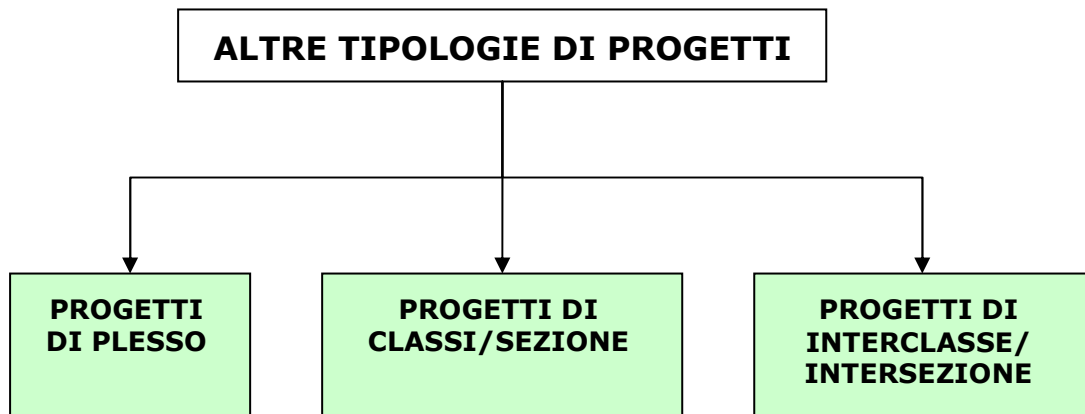 ALTRE TIPOLOGIE DI PROGETTI
PROGETTI
DI PLESSO
PROGETTI DI
CLASSI/SEZIONE
PROGETTI DI
INTERCLASSE/
INTERSEZIONE